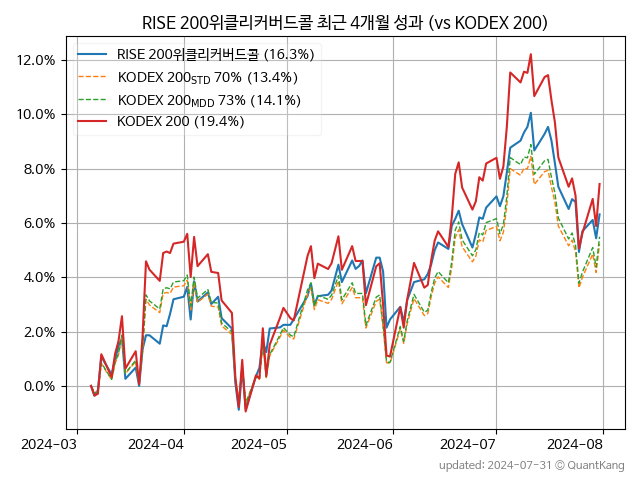 RISE 200위클리커버드콜 최근 4개월 성과 (vs KODEX 200)
RISE 200위클리커버드콜 (16.3%)
KODEX 200STD 70% (13.4%)
KODEX 200MDD 73% (14.1%)
KODEX 200 (19.4%)
12.0%
10.0%
8.0%
6.0%
4.0%
2.0%
0.0%
2024-03 2024-04 2024-05 2024-06 2024-07 2024-08
updated: 2024-07-31 © QuantKang